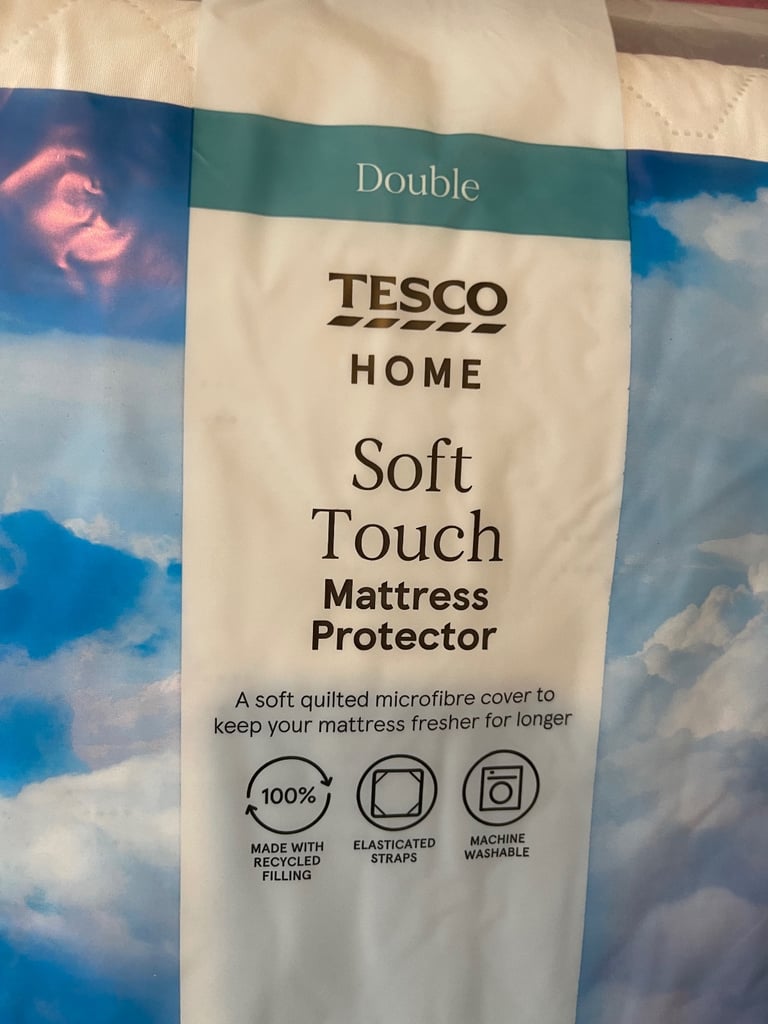 Double
TESCO
HOME
Soft
Touch
Mattress
Protector
A soft quilted microfibre cover to
keep your mattress fresher for longer
100%
MADE WITH
RECYCLED
FILLING
ELASTICATED
STRAPS
MACHINE
WASHABLE